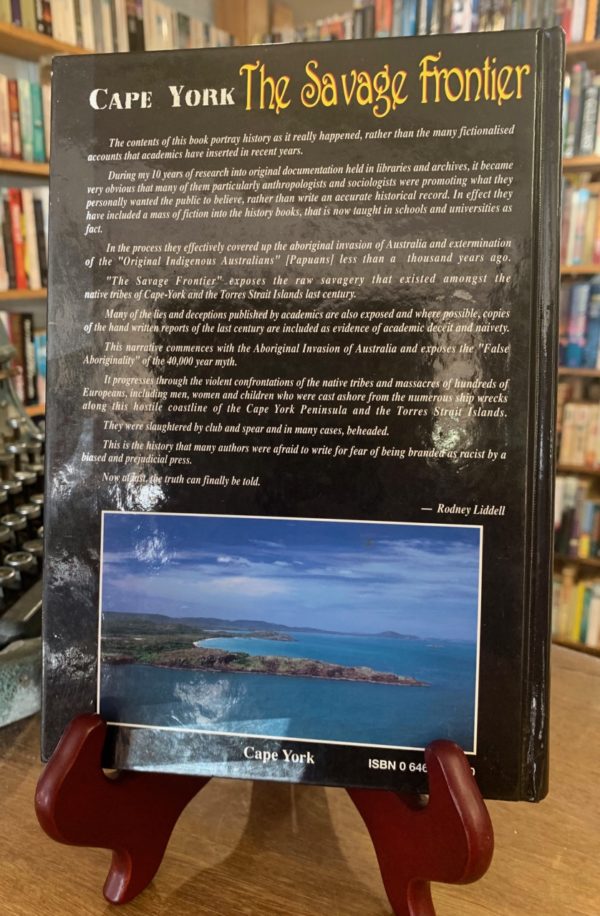 CAPE YORK The Savage Frontier
The contents of this book portray history as it really happened, rather than the many fictionalised
accounts that academics have inserted in recent years.
During my 10 years of research into original documentation held in libraries and archives, it became
very obvious that many of them particularly anthropologists and sociologists were promoting what they
personally wanted the public to believe, rather than write an accurate historical record. In effect they
have included a mass of fiction into the history books, that is now taught in schools and universities as
fact.
In the process they effectively covered up the aboriginal invasion of Australia and extermination
of the "Original Indigenous Australians" [Papuans] less than a thousand years ago.
"The Savage Frontier" exposes the raw savagery that existed amongst the
native tribes of Cape-York and the Torres Strait Islands last century.
Many of the lies and deceptions published by academics are also exposed and where possible, copies
of the hand written reports of the last century are included as evidence of academic deceit and naivety.
This narrative commences with the Aboriginal Invasion of Australia and exposes the "False
Aboriginality" of the 40,000 year myth.
It progresses through the violent confrontations of the native tribes and massacres of hundreds of
Europeans, including men, women and children who were cast ashore from the numerous ship wrecks
along this hostile coastline of the Cape York Peninsula and the Torres Strait Islands.
They were slaughtered by club and spear and in many cases, beheaded.
This is the history that many authors were afraid to write for fear of being branded as racist by a
biased and prejudicial press.
Now at last, the truth can finally be told.
— Rodney Liddell
Cape York
ISBN 0 646